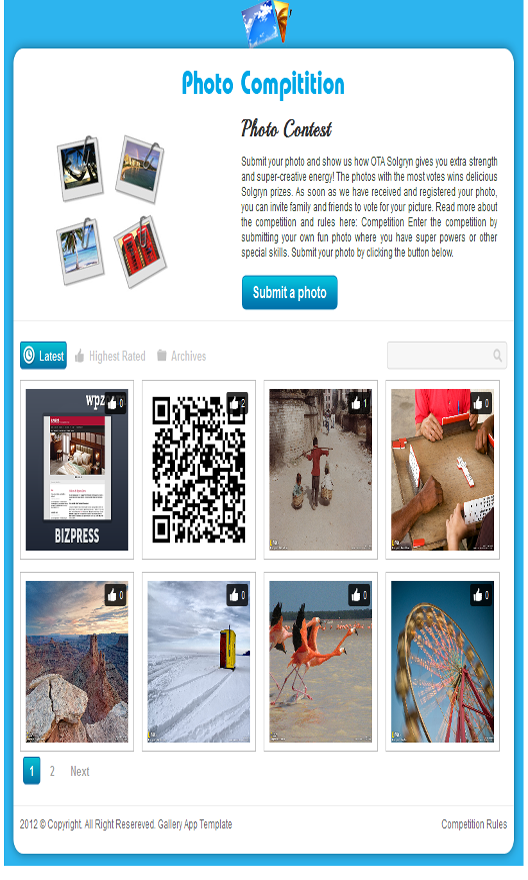 Photo Compitition
Photo Contest
Submit your photo and show us how OTA Solgryn gives you extra strength
and super-creative energy! The photos with the most votes wins delicious
Solgryn prizes. As soon as we have received and registered your photo,
you can invite family and friends to vote for your picture. Read more about
the competition and rules here: Competition Enter the competition by
submitting your own fun photo where you have super powers or other
special skills. Submit your photo by clicking the button below.
Submit a photo
Latest Highest Rated Archives
wpz 0 2 1 0
BIZPRESS
0 0 0 0
1 2 Next
2012 © Copyright. All Right Resereved. Gallery App Template Competition Rules